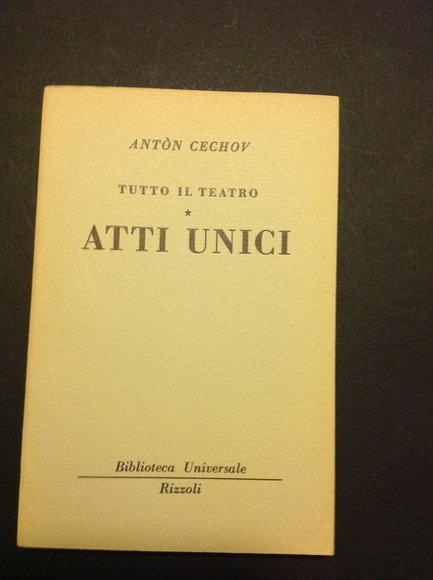 ANTÒN CECHOV
TUTTO IL TEATRO
★
ATTI UNICI
Biblioteca Universale
Rizzoli